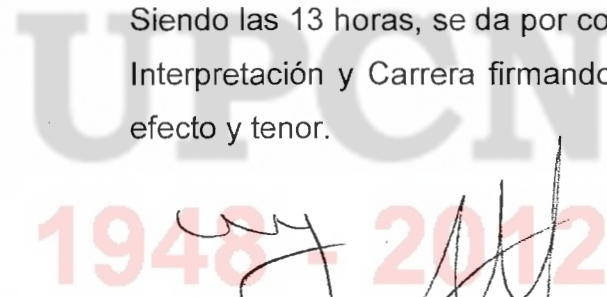 Siendo las 13 horas, se da por co
Interpretación y Carrera firmando
efecto y tenor.
UPCN
1948 - 2012